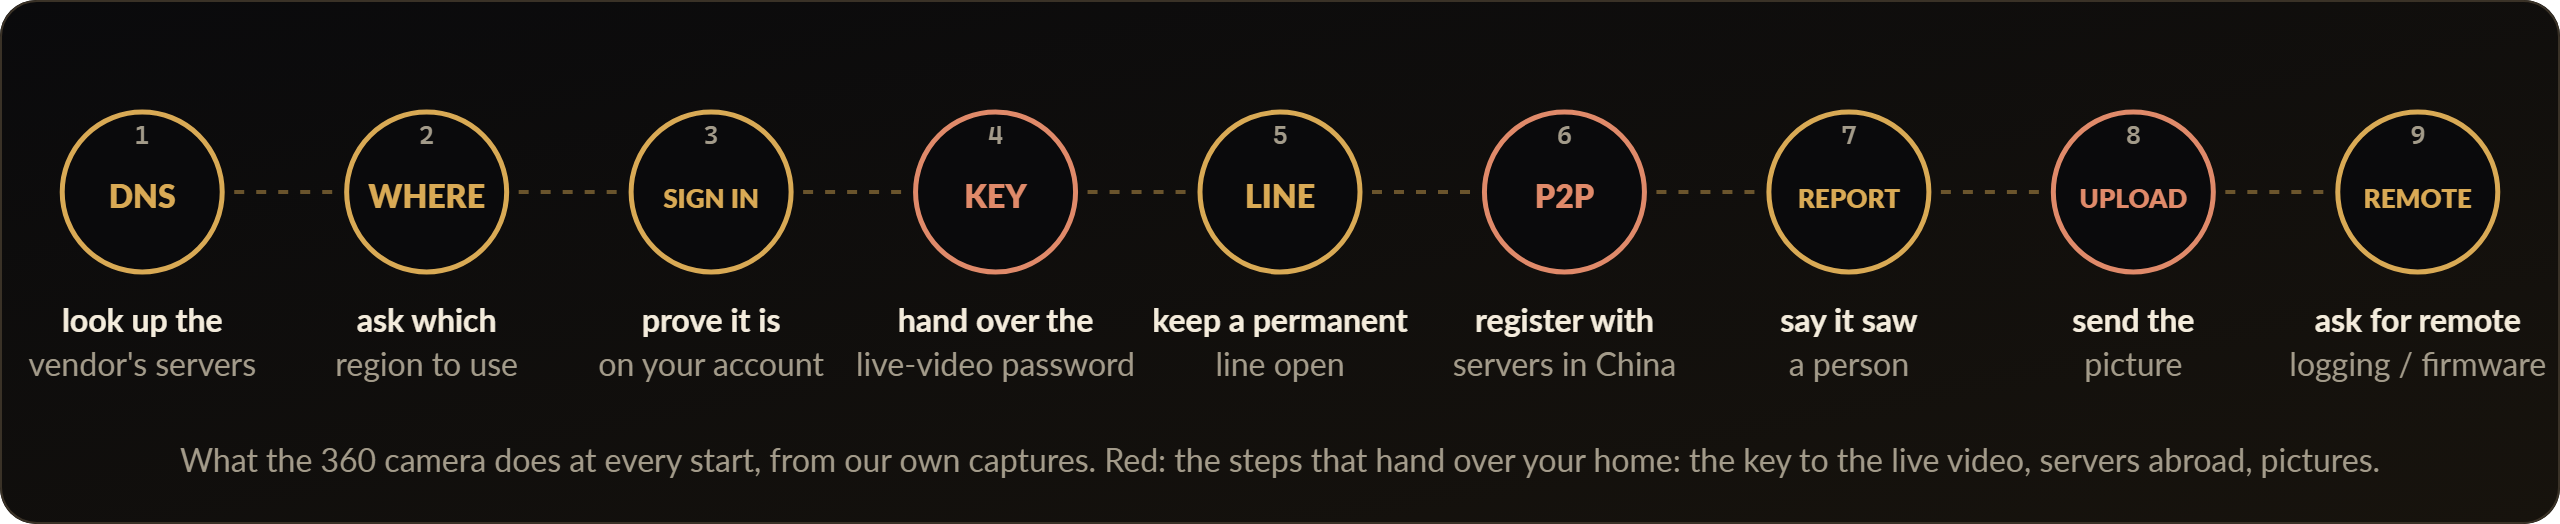 1
DNS
look up the
vendor's servers
2
WHERE
ask which
region to use
3
SIGN IN
prove it is
on your account
4
KEY
hand over the
live-video password
5
LINE
keep a permanent
line open
6
P2P
register with
servers in China
7
REPORT
say it saw
a person
8
UPLOAD
send the
picture
9
REMOTE
ask for remote
logging / firmware
What the 360 camera does at every start, from our own captures. Red: the steps that hand over your home: the key to the live video, servers abroad, pictures.